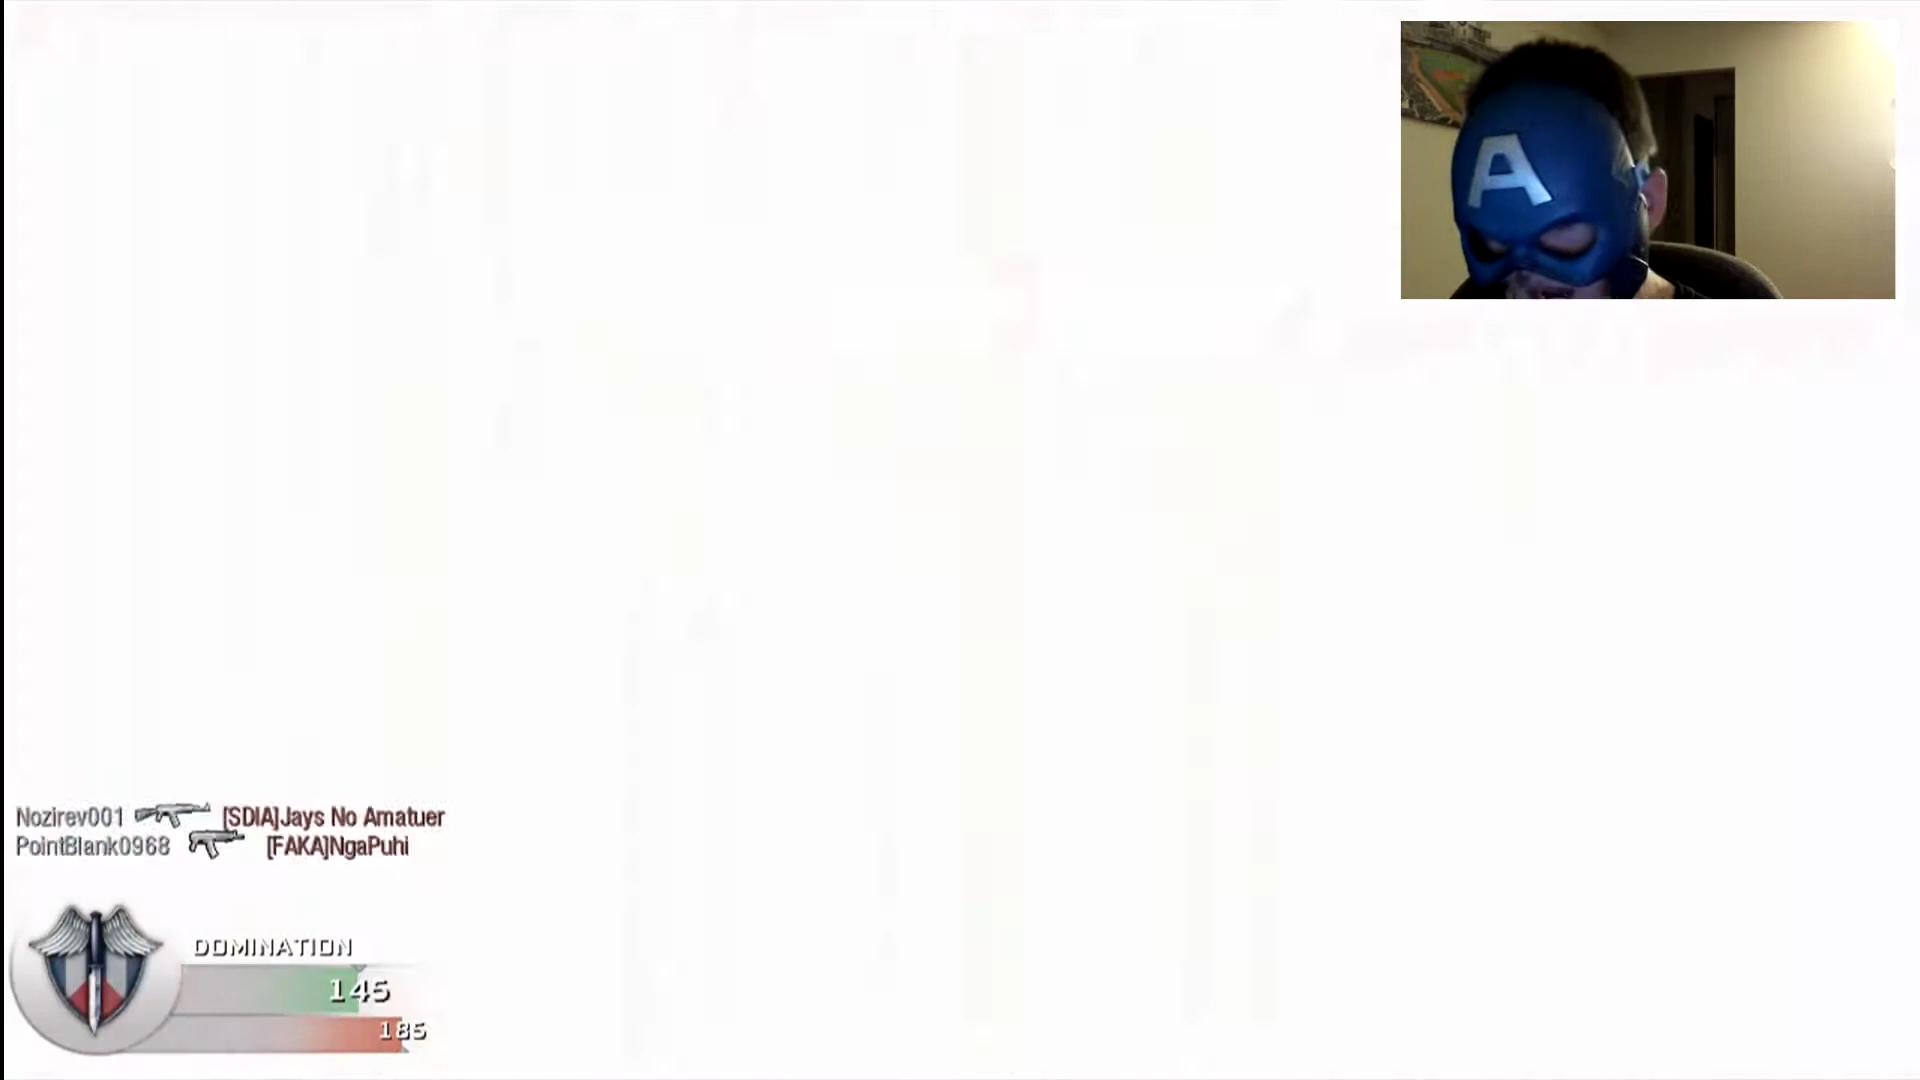 A
Nozirev001 [SDIA]Jays No Amatuer
PointBlank0968 [FAKA]NgaPuhi
DOMINATION
145
185